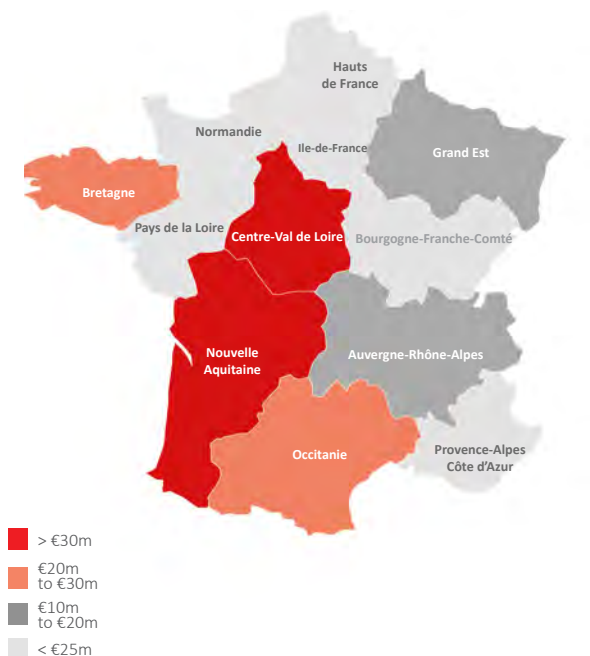 Hauts
de France
Normandie
Ile-de-France
Grand Est
Bretagne
Pays de la Loire
Centre-Val de Loire
Bourgogne-Franche-Comté
Nouvelle
Aquitaine
Auvergne-Rhône-Alpes
Occitanie
Provence-Alpes
Côte d'Azur
> €30m
€20m
to €30m
€10m
to €20m
< €25m